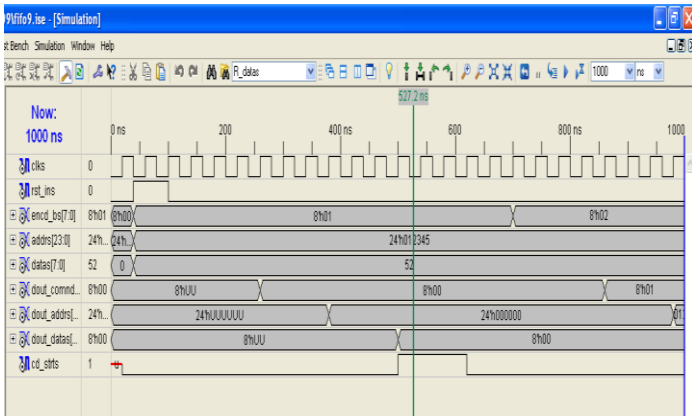 9\fifo9.ise - [Simulation]
st Bench Simulation Window Help
R_datas 1000 ns
527.2 ns
Now:
1000 ns
0 ns 200 400 ns 600 800 ns 1000
clks 0
rst_ins 0
encd_bs[7:0] 8'h01 8'h00 8'h01 8'h02
addrs[23:0] 24'h... 24'h... 24'h012345
datas[7:0] 52 0 52
dout_comnd... 8'h00 8'hUU 8'h00 8'h01
dout_addrs[... 24'h... 24'hUUUUUU 24'h000000
dout_datas[... 8'h00 8'hUU 8'h00
cd_strts 1 U